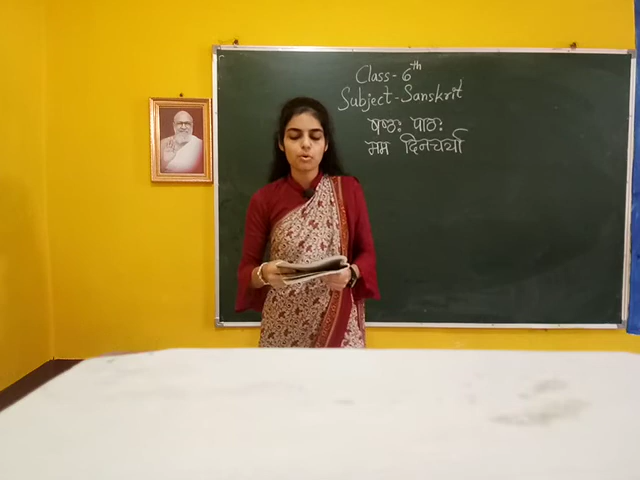 Class - 6th
Subject - Sanskrit
षष्ठः पाठः
मम दिनचर्या